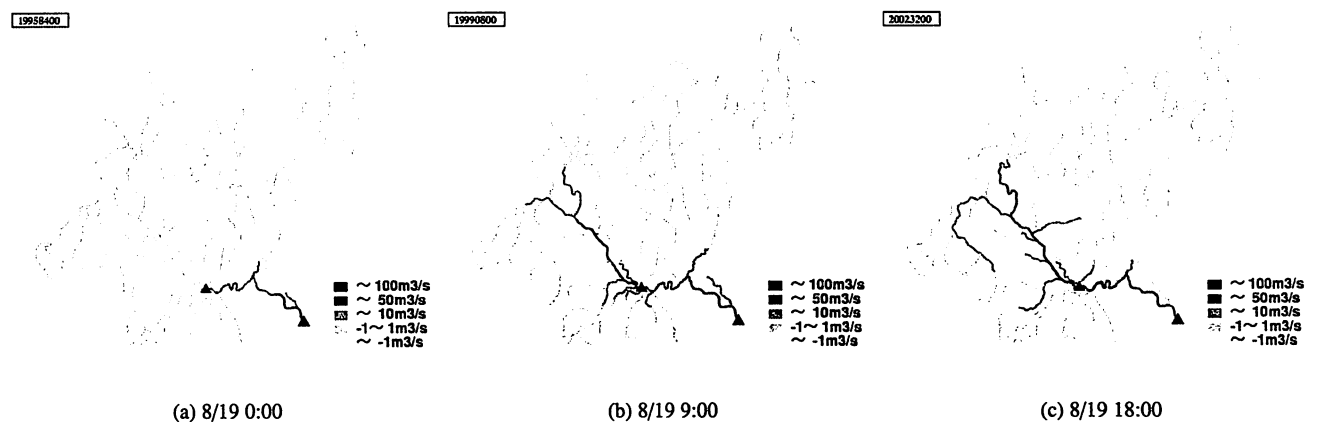 19958400
～ 100m3/s
～ 50m3/s
～ 10m3/s
-1～ 1m3/s
～ -1m3/s
(a) 8/19 0:00
19990800
～ 100m3/s
～ 50m3/s
～ 10m3/s
-1～ 1m3/s
～ -1m3/s
(b) 8/19 9:00
20023200
～ 100m3/s
～ 50m3/s
～ 10m3/s
-1～ 1m3/s
～ -1m3/s
(c) 8/19 18:00